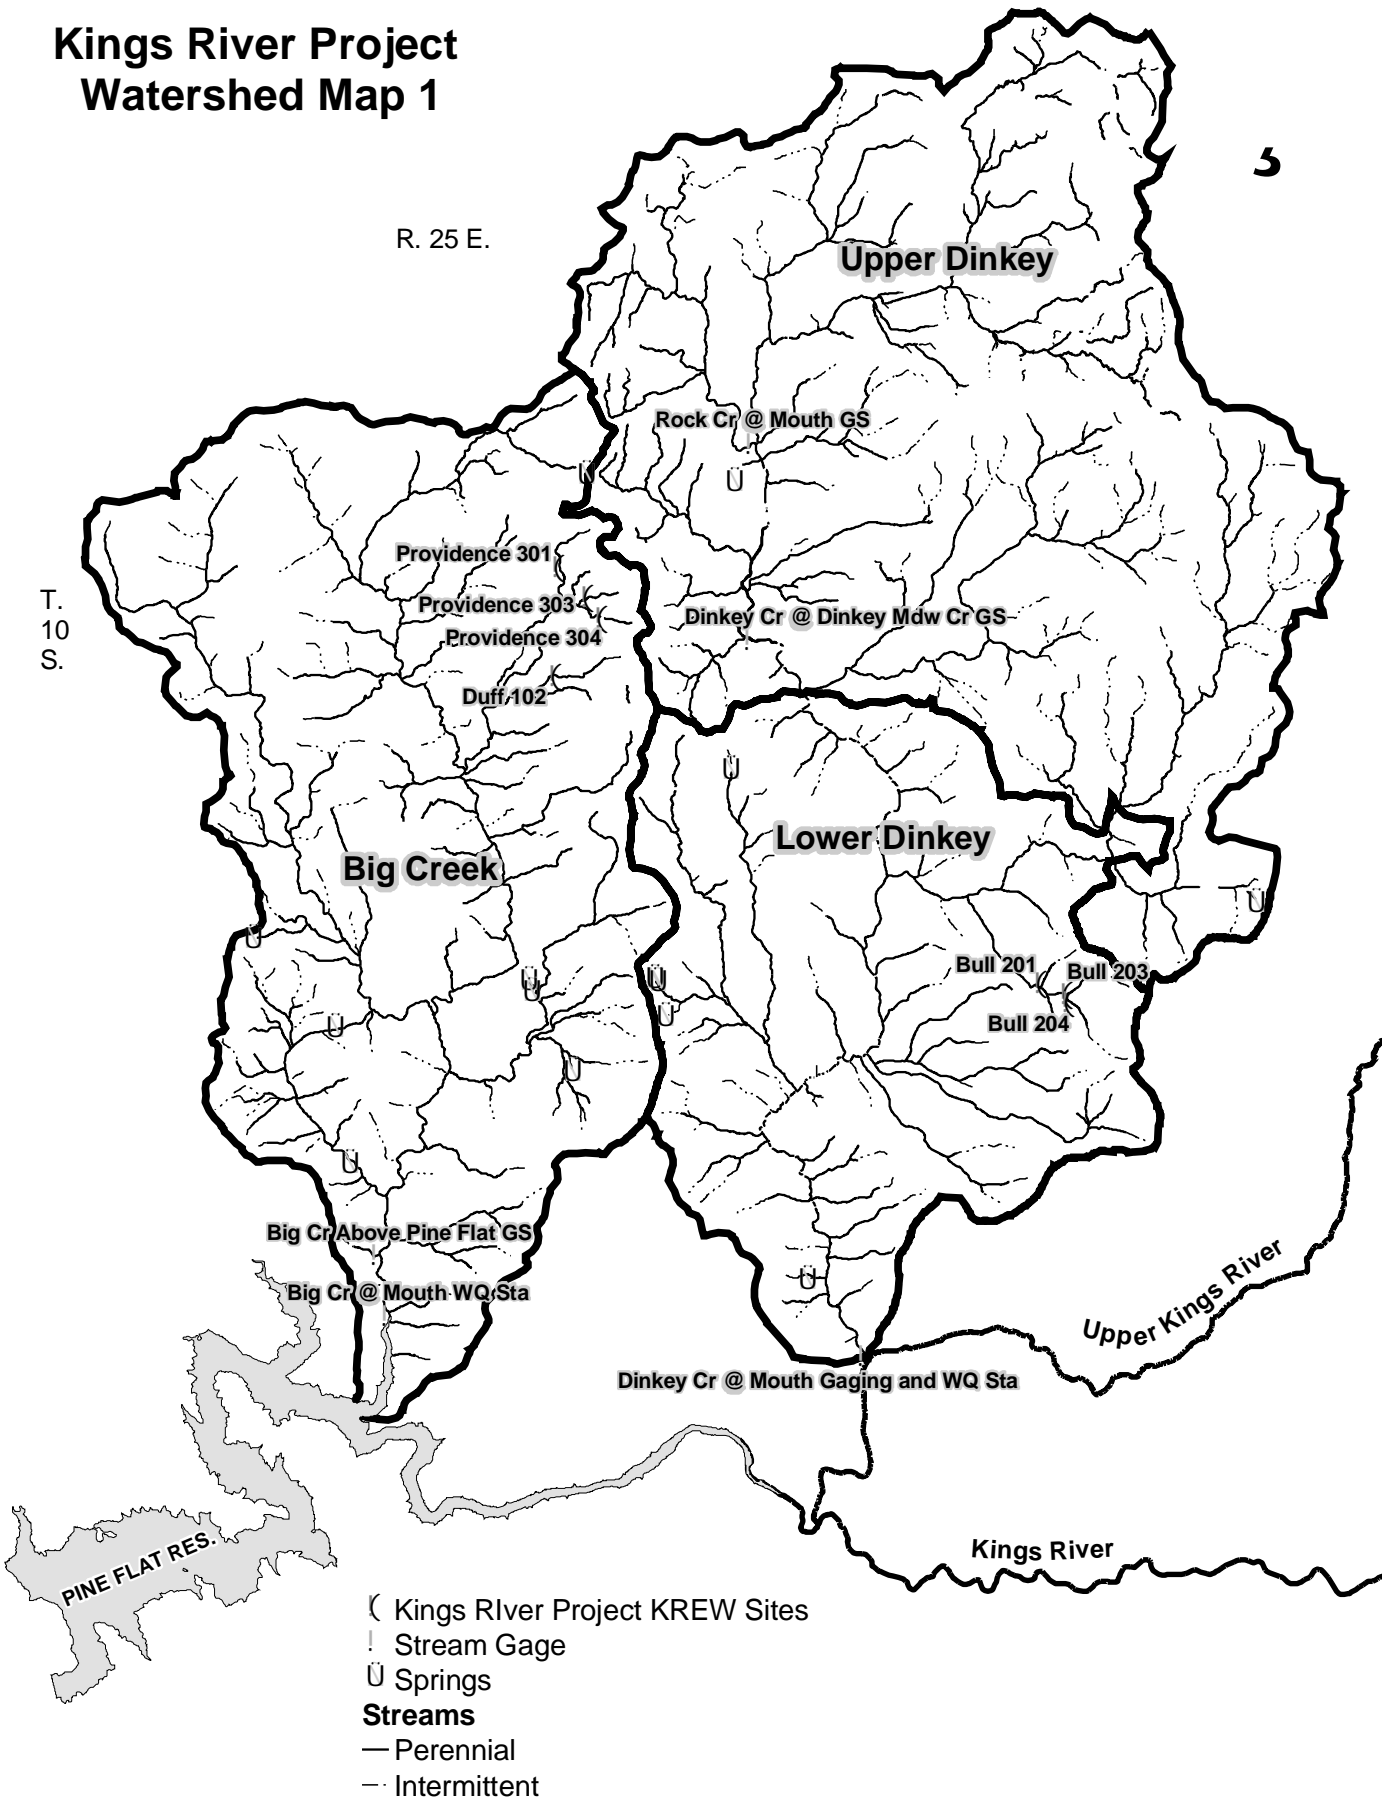 Kings River Project
Watershed Map 1
R. 25 E.
Upper Dinkey
Rock Cr @ Mouth GS
Ü
Ü
Providence 301
T.
10
S.
Providence 303
Dinkey Cr @ Dinkey Mdw Cr GS
Providence 304
Duff 102
Ü
Lower Dinkey
Big Creek
Ü
Ü
Bull 201
Bull 203
Ü
Ü
Ü
Ü
Ü
Ü
Bull 204
Ü
Ü
Big Cr Above Pine Flat GS
Upper Kings River
Ü
Big Cr @ Mouth WQ Sta
Dinkey Cr @ Mouth Gaging and WQ Sta
Kings River
PINE FLAT RES.
( Kings RIver Project KREW Sites
! Stream Gage
Ü Springs
Streams
Perennial
Intermittent